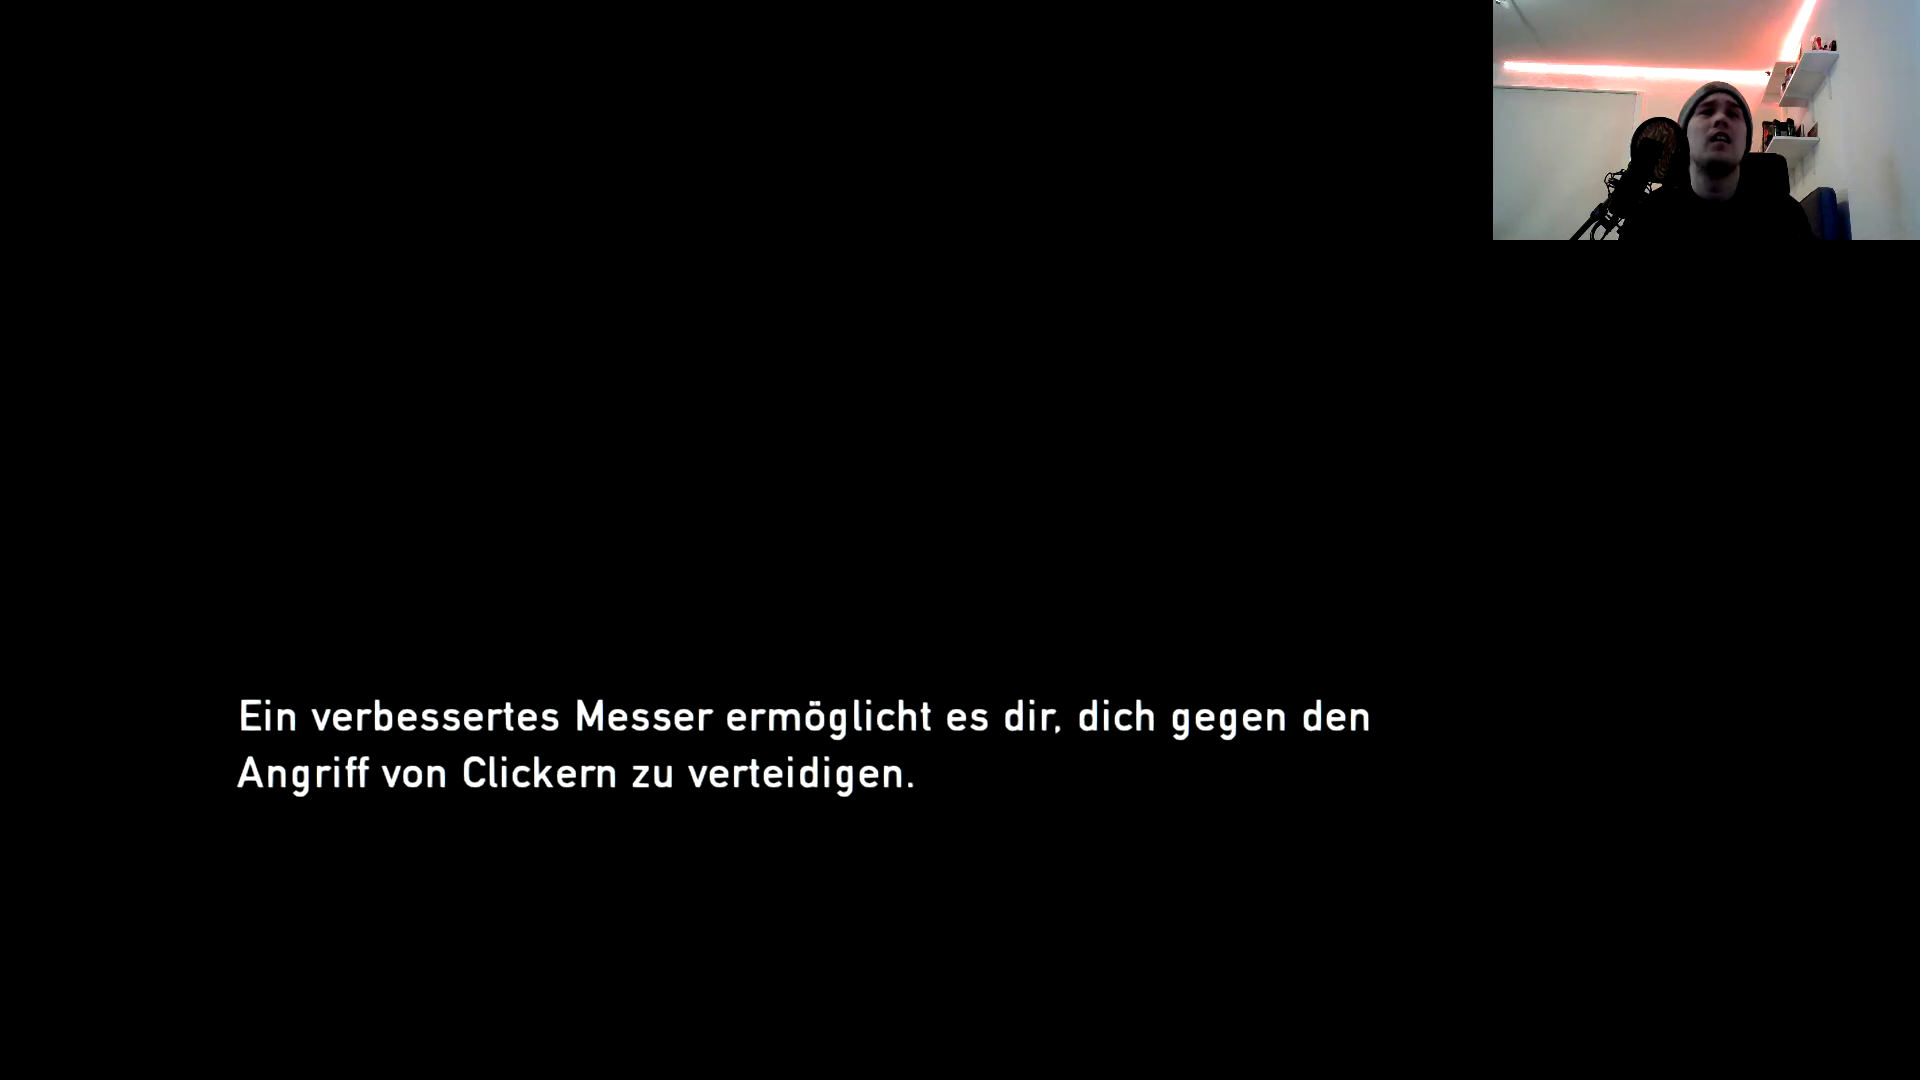 Ein verbessertes Messer ermöglicht es dir, dich gegen den
Angriff von Clickern zu verteidigen.